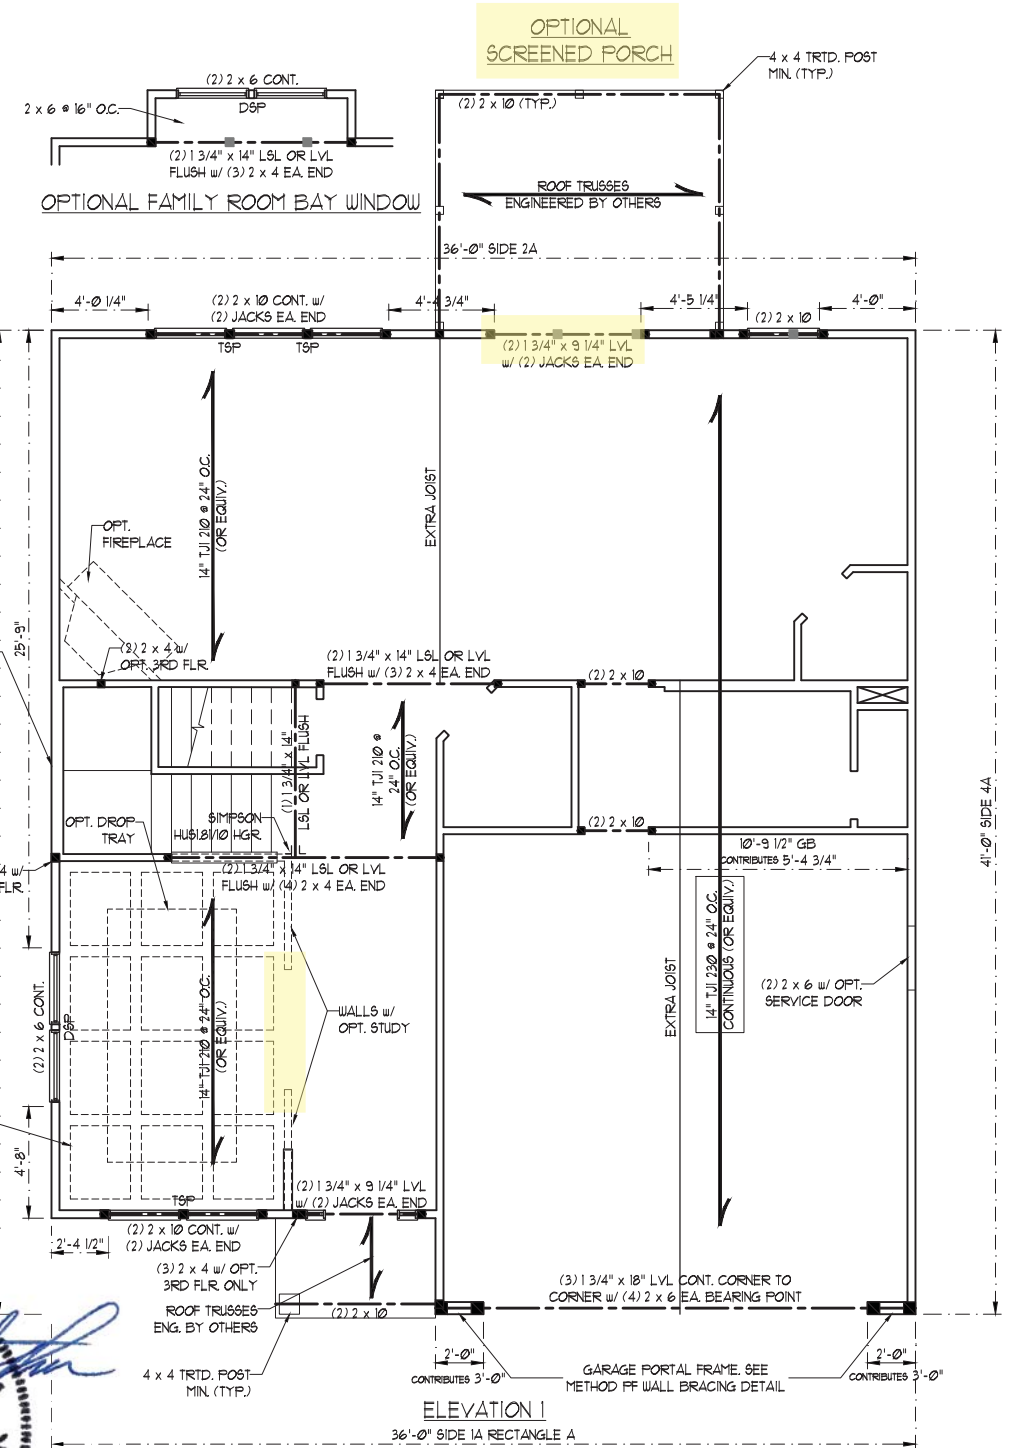 OPTIONAL
SCREENED PORCH
4 x 4 TRTD. POST
MIN. (TYP.)
(2) 2 x 6 CONT.
DSP
2 x 6 @ 16" O.C.
(2) 2 x 10 (TYP.)
(2) 1 3/4" x 14" LSL OR LVL
FLUSH w/ (3) 2 x 4 EA. END
OPTIONAL FAMILY ROOM BAY WINDOW
ROOF TRUSSES
ENGINEERED BY OTHERS
36'-0" SIDE 2A
4'-0 1/4"
(2) 2 x 10 CONT. w/
(2) JACKS EA. END
4'-4 3/4"
4'-5 1/4"
4'-0"
(2) 2 x 10
TSP
TSP
(2) 1 3/4" x 9 1/4" LVL
w/ (2) JACKS EA. END
14" TJI 210 @ 24" O.C.
(OR EQUIV.)
EXTRA JOIST
OPT.
FIREPLACE
25'-9"
(2) 2 x 4 w/
OPT. 3RD FLR.
(2) 1 3/4" x 14" LSL OR LVL
FLUSH w/ (3) 2 x 4 EA. END
(2) 2 x 10
(1) 1 3/4" x 14"
LSL OR LVL FLUSH
14" TJI 210 @
24" O.C.
(OR EQUIV.)
41'-0" SIDE 4A
OPT. DROP
TRAY
SIMPSON
HUS1.81/10 HGR.
(2) 2 x 10
10'-9 1/2" GB
CONTRIBUTES 5'-4 3/4"
4 w/
FLR.
(2) 1 3/4" x 14" LSL OR LVL
FLUSH w/ (4) 2 x 4 EA. END
14" TJI 230 @ 24" O.C.
CONTINUOUS (OR EQUIV.)
EXTRA JOIST
(2) 2 x 6 w/ OPT.
SERVICE DOOR
(2) 2 x 6 CONT.
DSP
14" TJI 210 @ 24" O.C.
(OR EQUIV.)
WALLS w/
OPT. STUDY
4'-8"
TSP
(2) 1 3/4" x 9 1/4" LVL
w/ (2) JACKS EA. END
(2) 2 x 10 CONT. w/
(2) JACKS EA. END
2'-4 1/2"
(3) 2 x 4 w/ OPT.
3RD FLR. ONLY
ROOF TRUSSES
ENG. BY OTHERS
(2) 2 x 10
(3) 1 3/4" x 18" LVL CONT. CORNER TO
CORNER w/ (4) 2 x 6 EA. BEARING POINT
4 x 4 TRTD. POST
MIN. (TYP.)
2'-0"
CONTRIBUTES 3'-0"
GARAGE PORTAL FRAME. SEE
METHOD PF WALL BRACING DETAIL
2'-0"
CONTRIBUTES 3'-0"
ELEVATION 1
36'-0" SIDE 1A RECTANGLE A